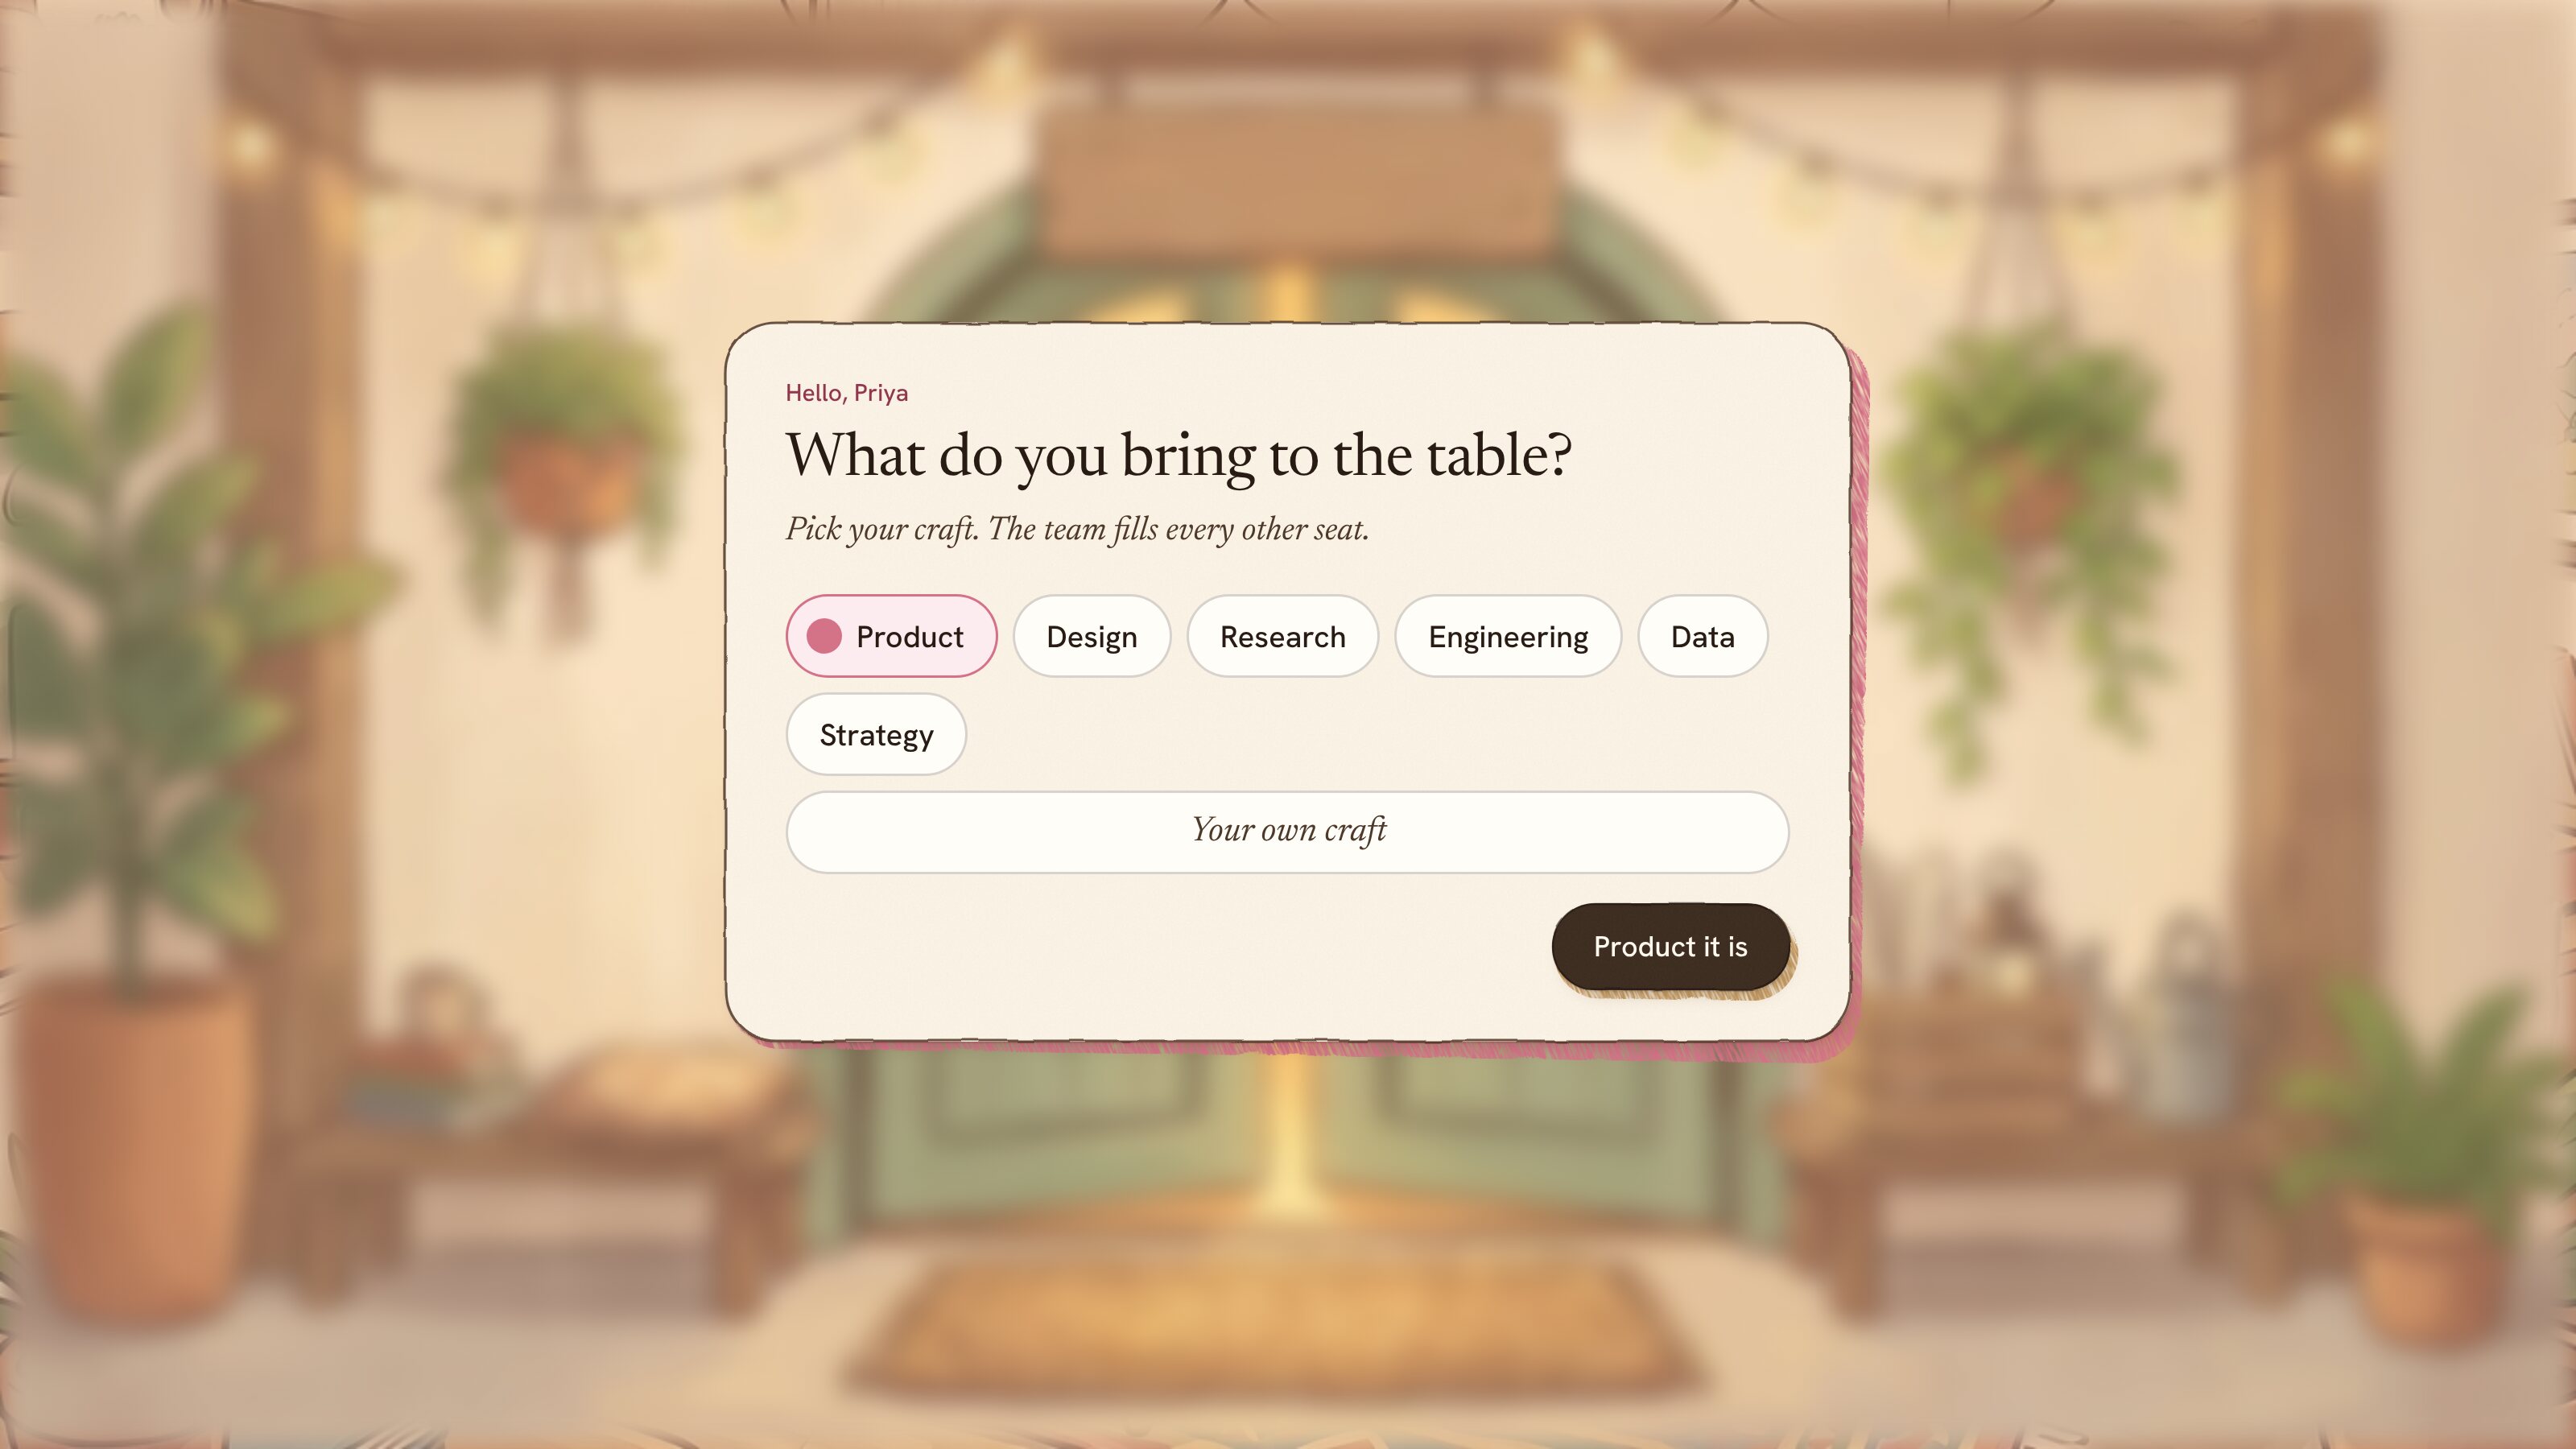 Hello, Priya
What do you bring to the table?
Pick your craft. The team fills every other seat.
Product Design Research Engineering Data
Strategy
Your own craft
Product it is